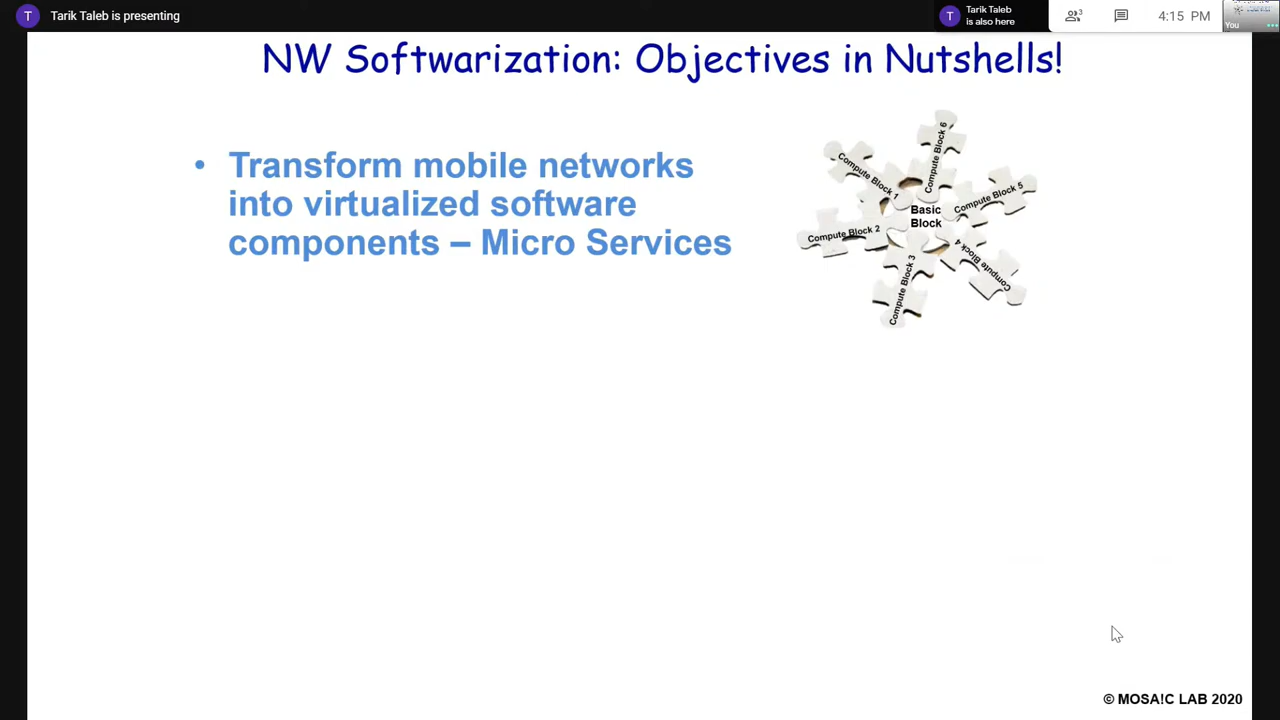 T Tarik Taleb is presenting
T Tarik Taleb
is also here
3
4:15 PM
You
NW Softwarization: Objectives in Nutshells!
• Transform mobile networks
into virtualized software
components – Micro Services
Compute Block 1
Compute Block 6
Compute Block 5
Basic
Block
Compute Block 2
Compute Block 3
Compute Block 4
© MOSA!C LAB 2020